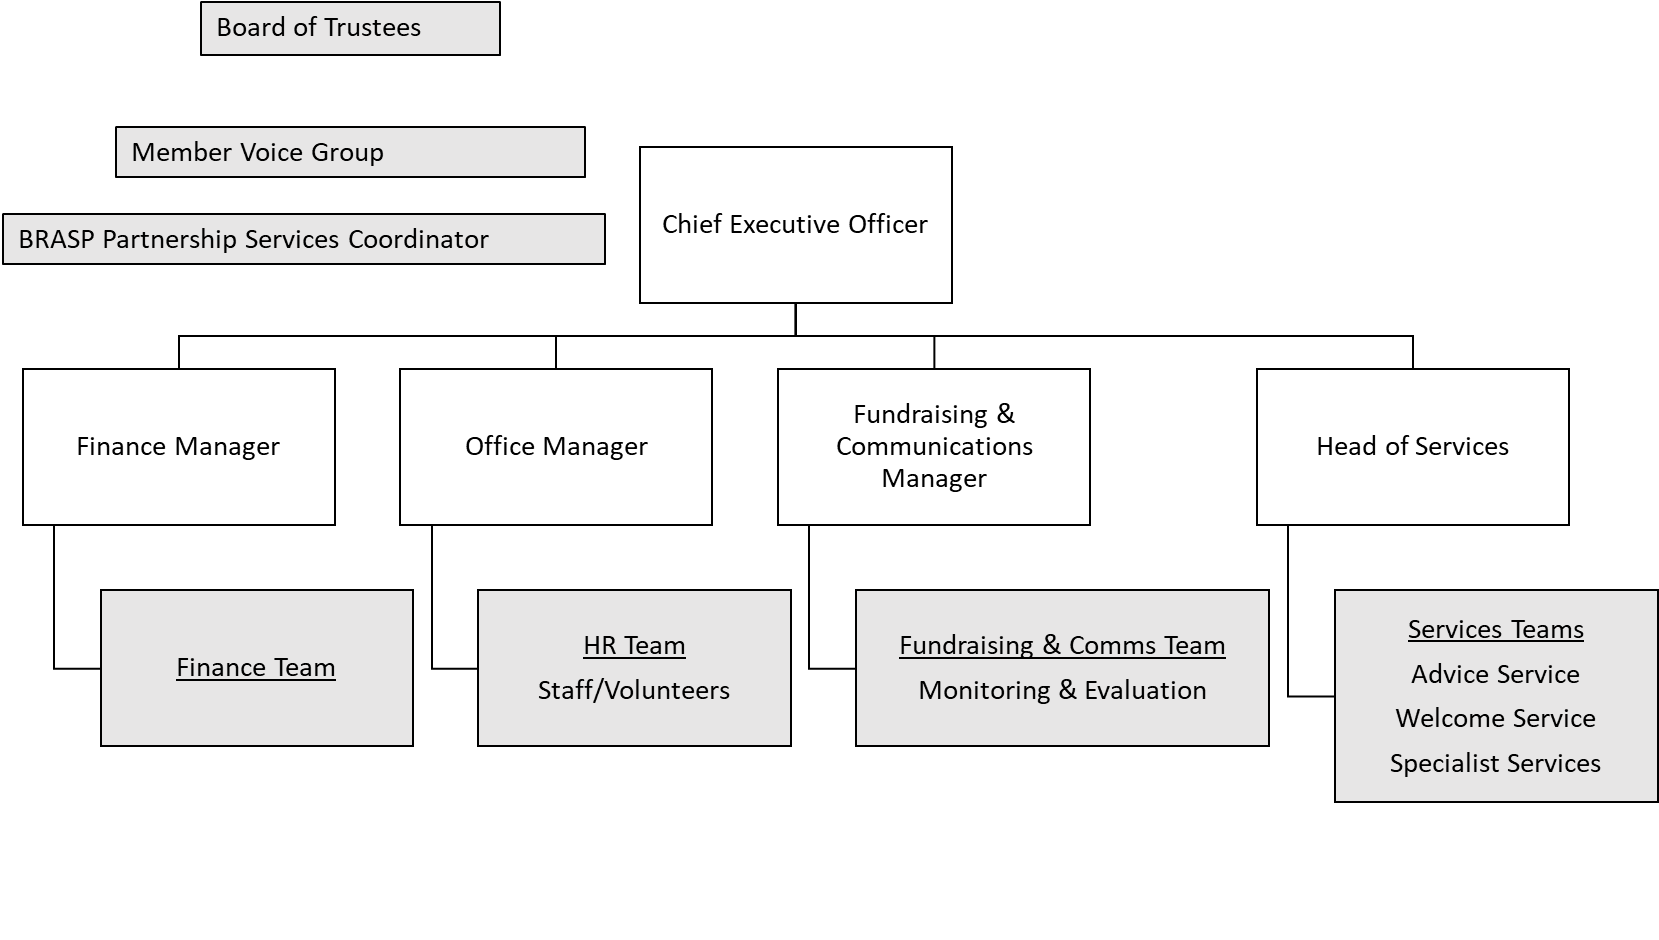 Board of Trustees
Member Voice Group
BRASP Partnership Services Coordinator
Chief Executive Officer
Finance Manager
Office Manager
Fundraising &
Communications
Manager
Head of Services
Finance Team
HR Team
Staff/Volunteers
Fundraising & Comms Team
Monitoring & Evaluation
Services Teams
Advice Service
Welcome Service
Specialist Services